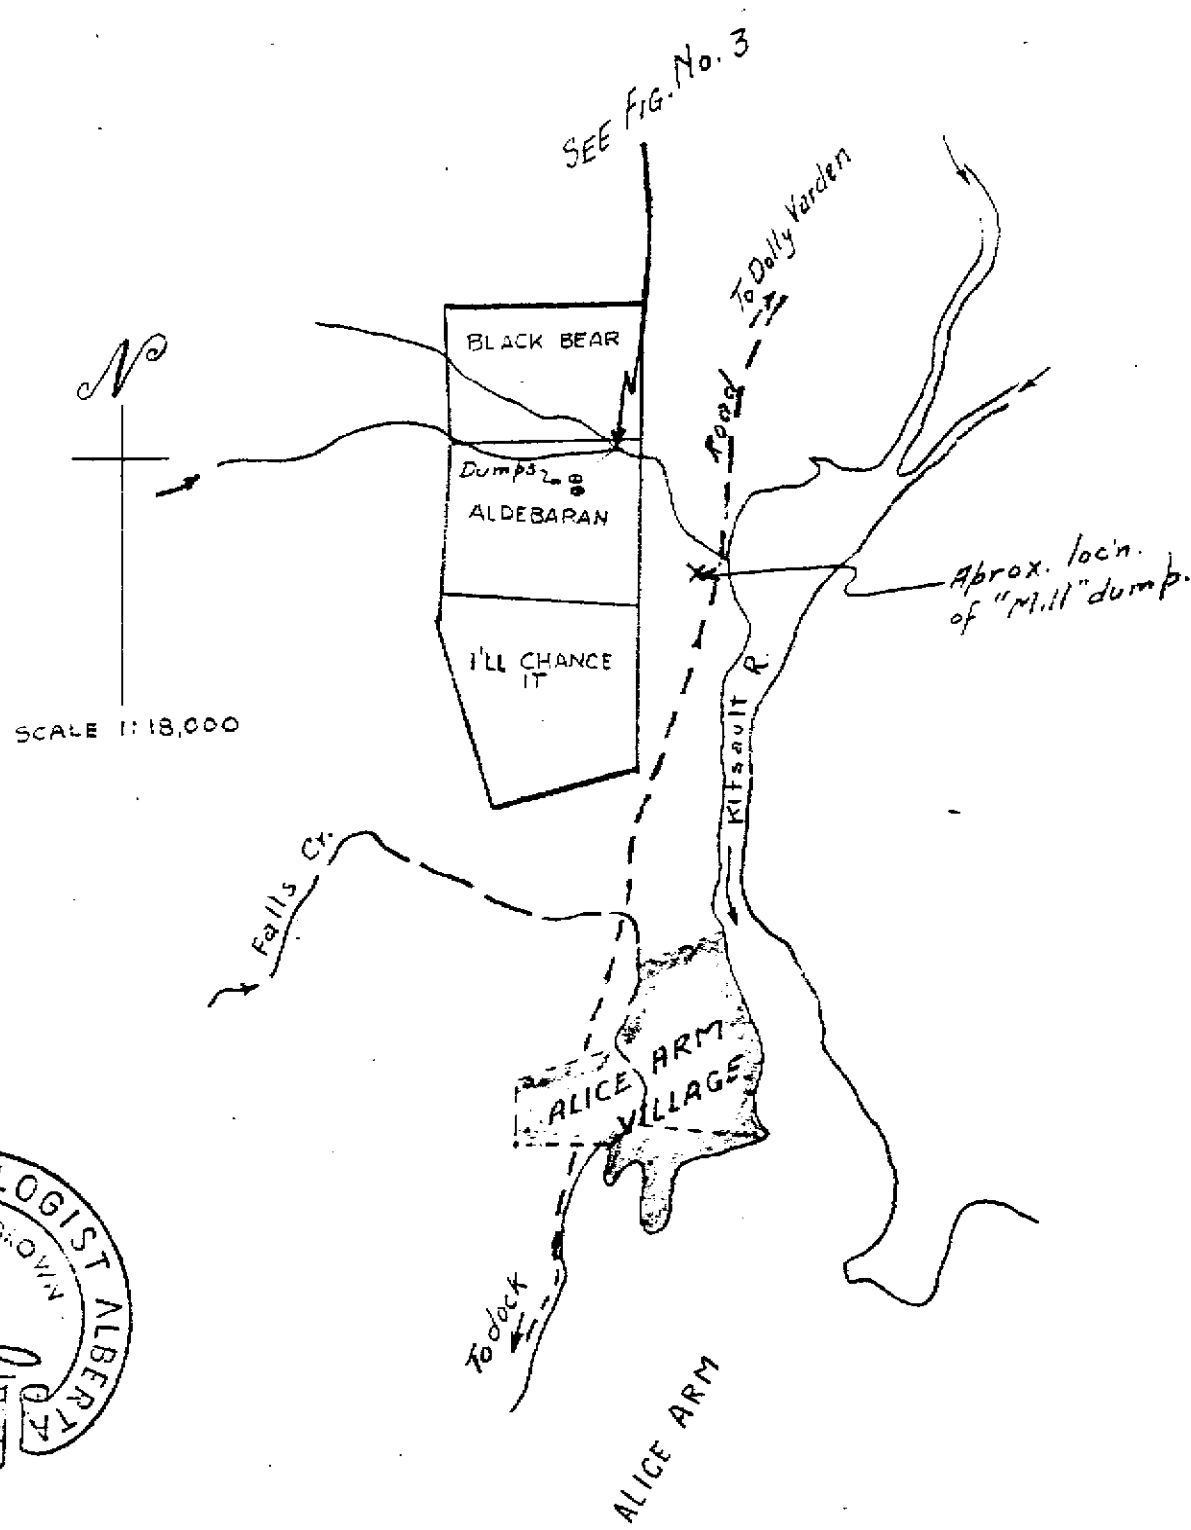 SEE FIG. No. 3
To Dolly Varden
N
BLACK BEAR
road
Dumps
ALDEBARAN
Aprox. loc'n.
of "Mill" dump.
I'LL CHANCE
IT
Kitsault R.
SCALE 1:18,000
Falls Cr.
ALICE ARM
VILLAGE
To dock
ALICE ARM
LOGIST ALBERTA